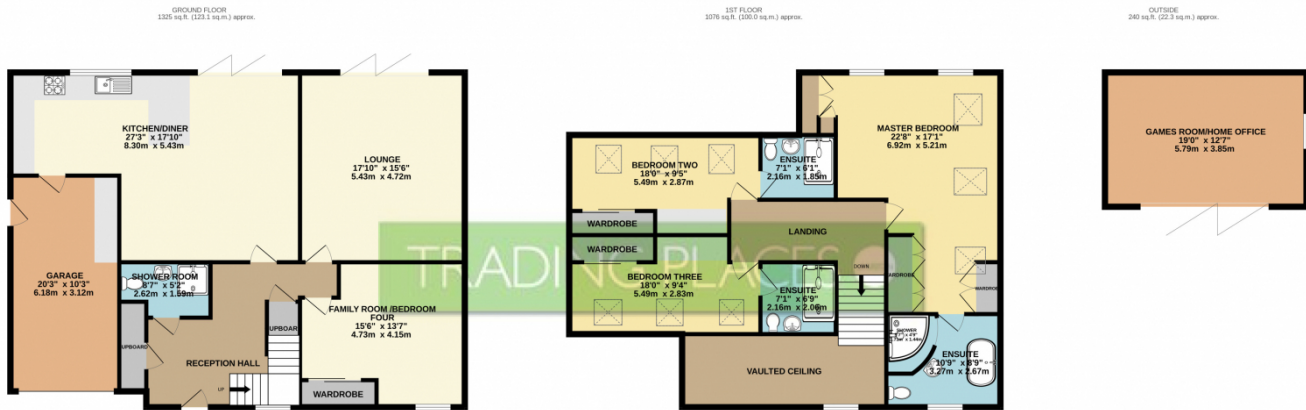 GROUND FLOOR
1325 sq.ft. (123.1 sq.m.) approx.
KITCHEN/DINER
27'3" x 17'10"
8.30m x 5.43m
LOUNGE
17'10" x 15'6"
5.43m x 4.72m
GARAGE
20'3" x 10'3"
6.18m x 3.12m
SHOWER ROOM
8'7" x 5'2"
2.62m x 1.59m
UPBOARD
RECEPTION HALL
UP
UPBOAR
FAMILY ROOM /BEDROOM
FOUR
15'6" x 13'7"
4.73m x 4.15m
WARDROBE
1ST FLOOR
1076 sq.ft. (100.0 sq.m.) approx.
MASTER BEDROOM
22'8" x 17'1"
6.92m x 5.21m
BEDROOM TWO
18'0" x 9'5"
5.49m x 2.87m
ENSUITE
7'1" x 6'1"
2.16m x 1.85m
WARDROBE
WARDROBE
LANDING
DOWN
BEDROOM THREE
18'0" x 9'4"
5.49m x 2.83m
ENSUITE
7'1" x 6'9"
2.16m x 2.06m
VAULTED CEILING
SHOWER
ENSUITE
10'9" x 8'9"
3.27m x 2.67m
TRADING PLACES
OUTSIDE
240 sq.ft. (22.3 sq.m.) approx.
GAMES ROOM/HOME OFFICE
19'0" x 12'7"
5.79m x 3.85m